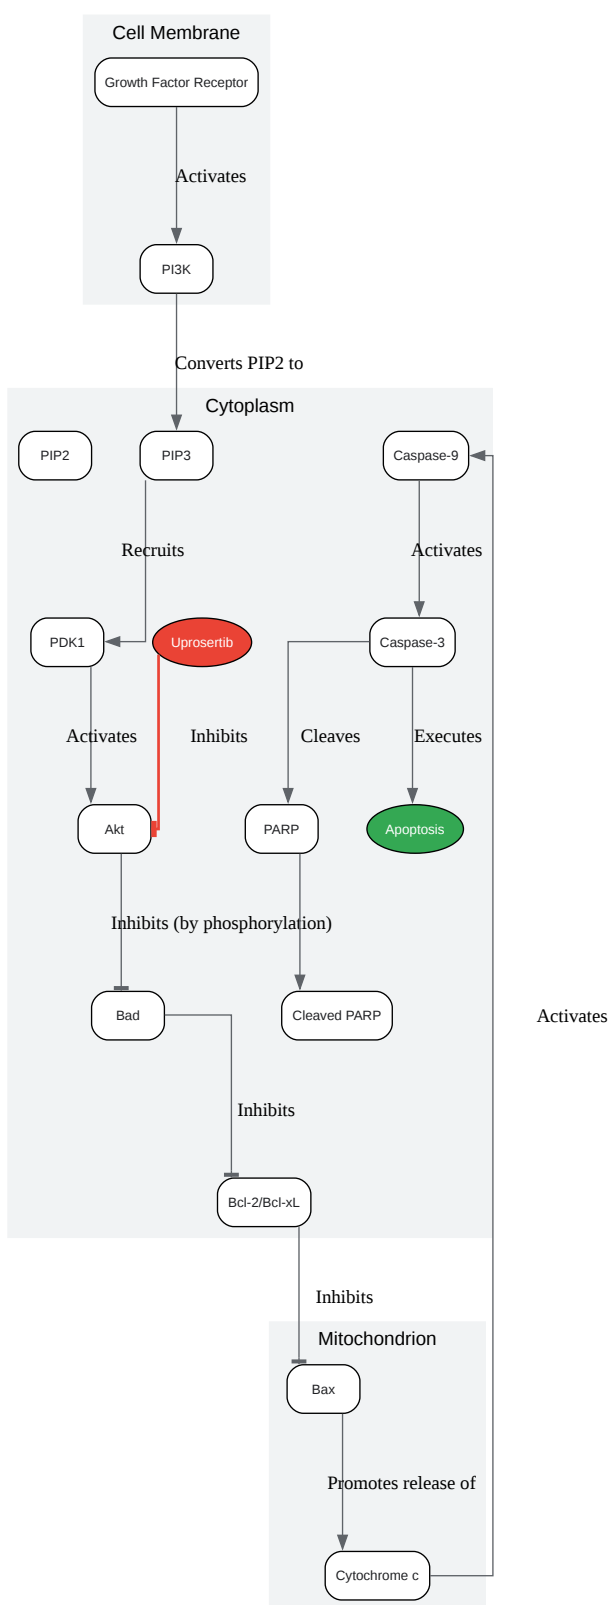 Cell Membrane
Growth Factor Receptor
Activates
PI3K
Converts PIP2 to
Cytoplasm
PIP2
PIP3
Caspase-9
Recruits
Activates
PDK1
Uprosertib
Caspase-3
Activates
Inhibits
Cleaves
Executes
Akt
PARP
Apoptosis
Inhibits (by phosphorylation)
Bad
Cleaved PARP
Activates
Inhibits
Bcl-2/Bcl-xL
Inhibits
Mitochondrion
Bax
Promotes release of
Cytochrome c